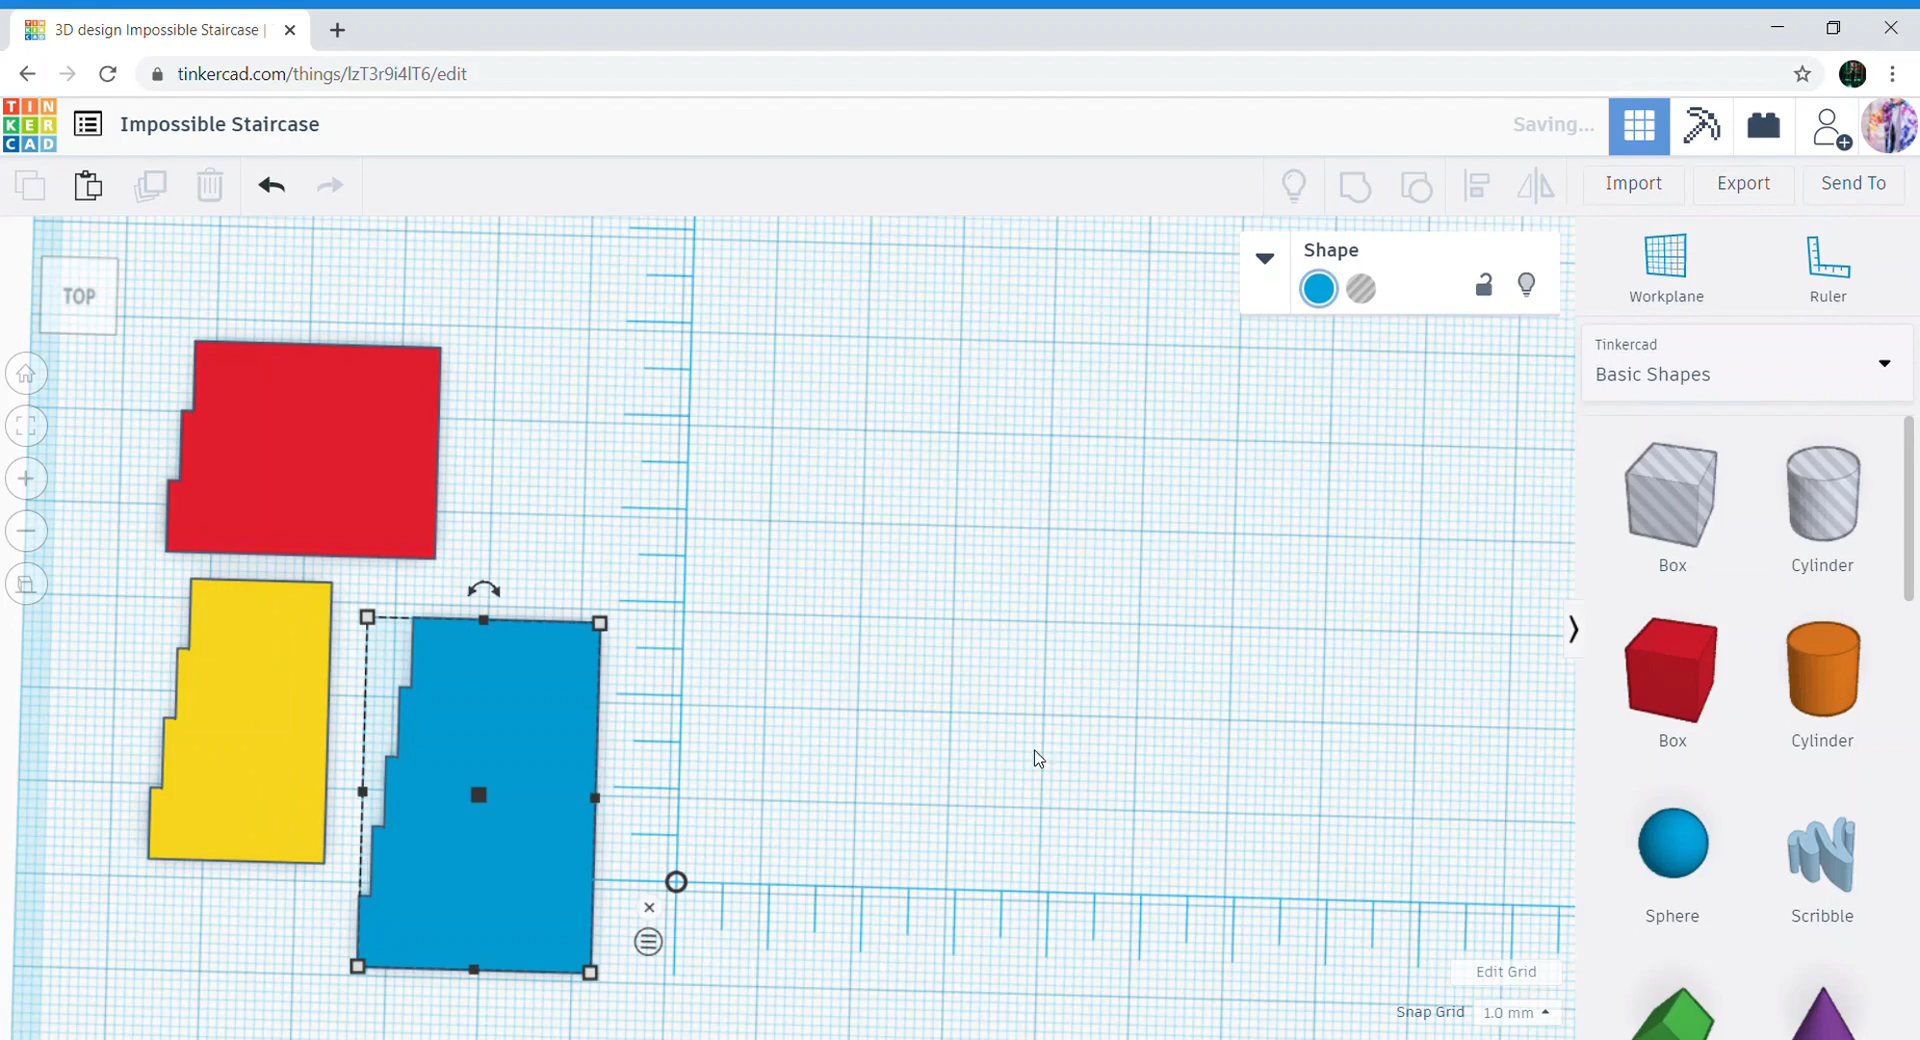 3D design Impossible Staircase |
tinkercad.com/things/lzT3r9i4lT6/edit
TIN
KER
CAD
Impossible Staircase
Saving...
Import
Export
Send To
TOP
Shape
Workplane
Ruler
Tinkercad
Basic Shapes
Box
Cylinder
Box
Cylinder
Sphere
Scribble
Edit Grid
Snap Grid
1.0 mm